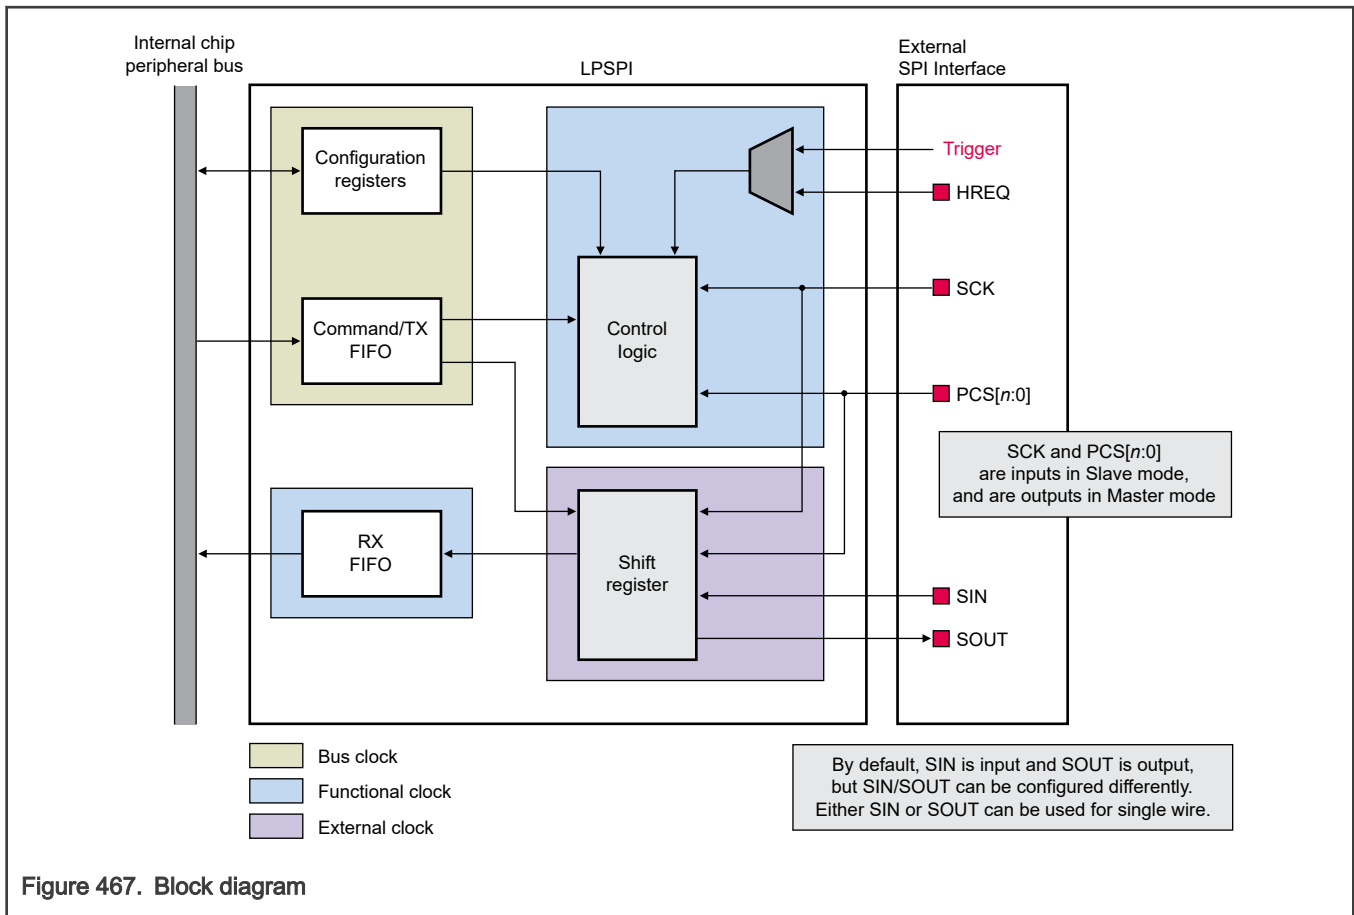 Internal chip
peripheral bus
LPSPI
External
SPI Interface
Configuration
registers
Trigger
HREQ
SCK
Command/TX
FIFO
Control
logic
PCS[n:0]
SCK and PCS[n:0]
are inputs in Slave mode,
and are outputs in Master mode
RX
FIFO
Shift
register
SIN
SOUT
Bus clock
Functional clock
External clock
By default, SIN is input and SOUT is output,
but SIN/SOUT can be configured differently.
Either SIN or SOUT can be used for single wire.
Figure 467. Block diagram